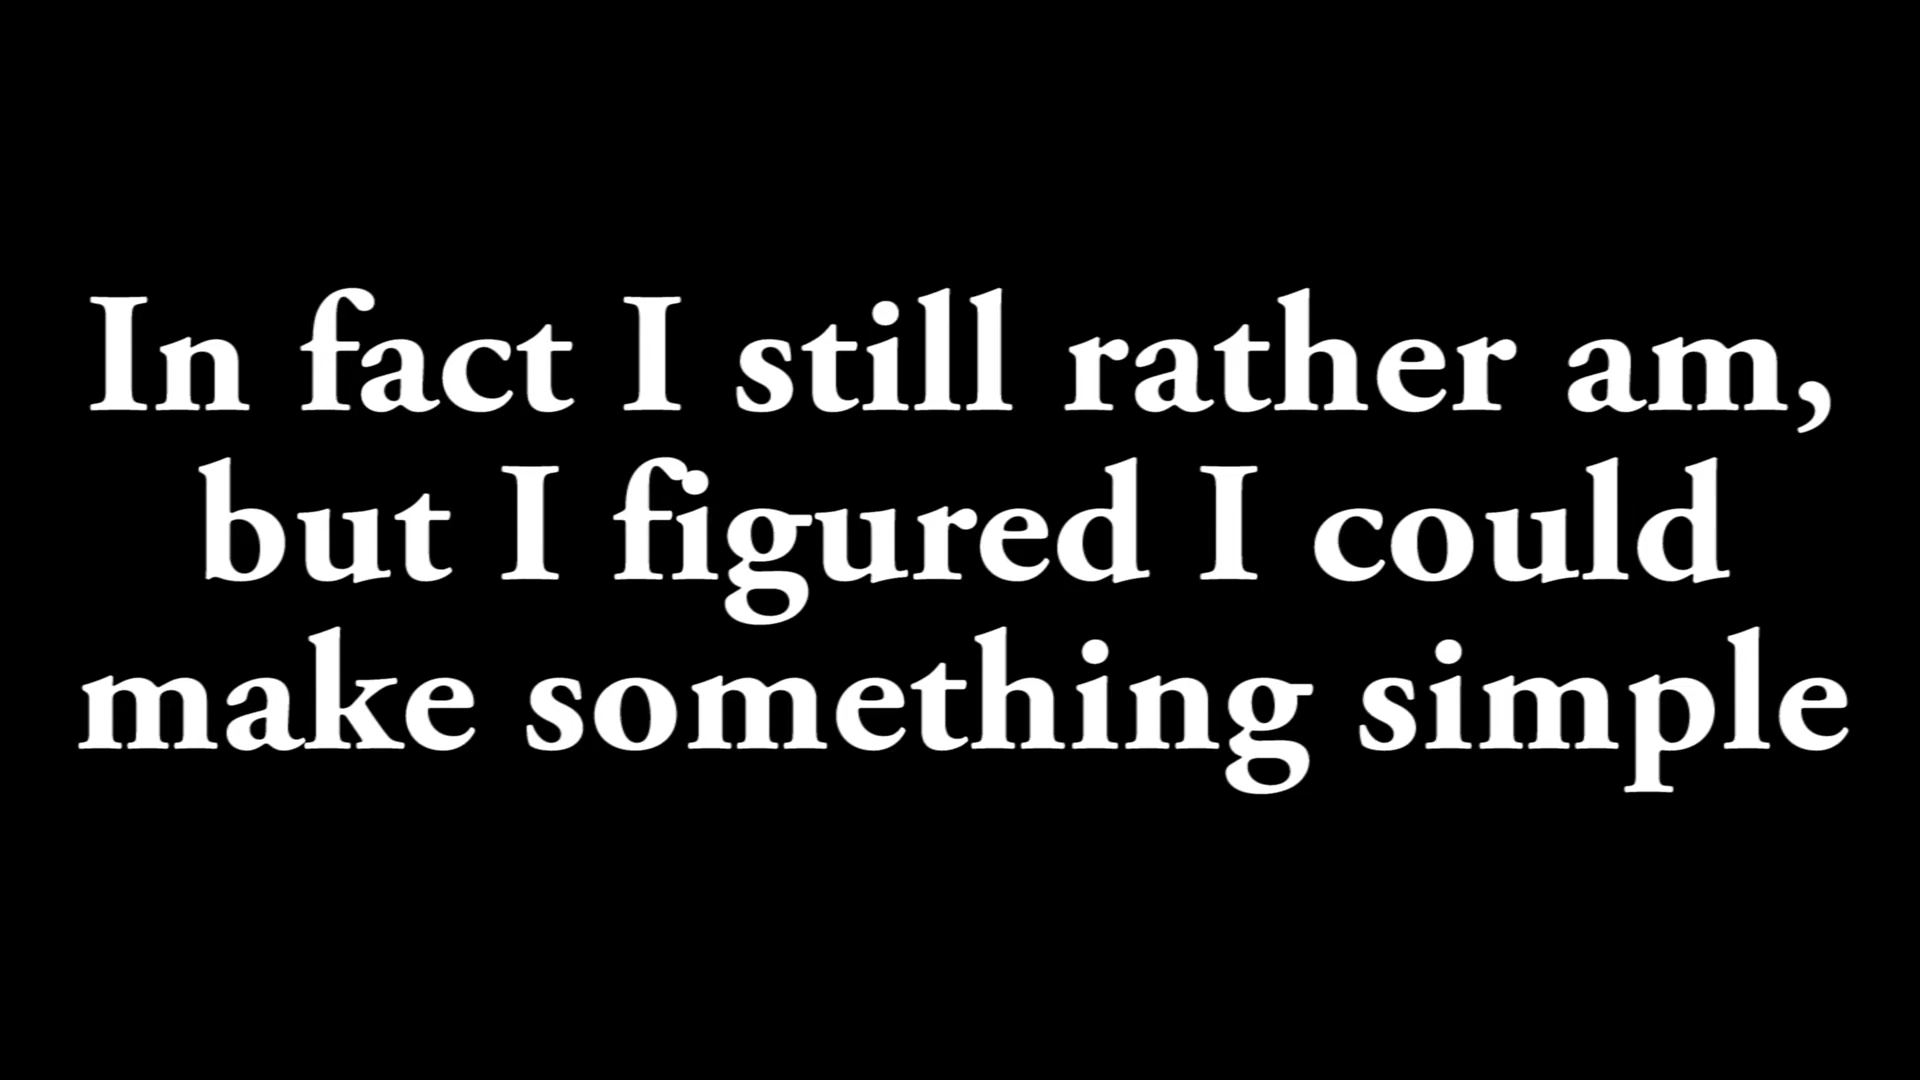 In fact I still rather am,
but I figured I could
make something simple